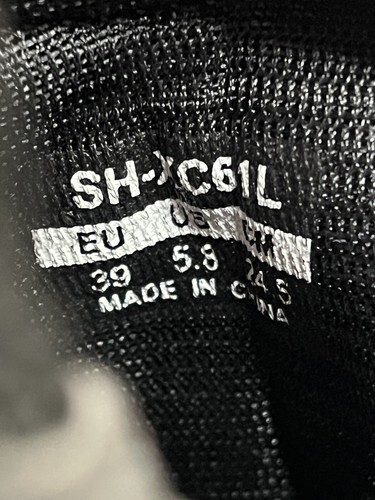 SH-XC61L
EU US CM
39 5.8 24.5
MADE IN CHINA